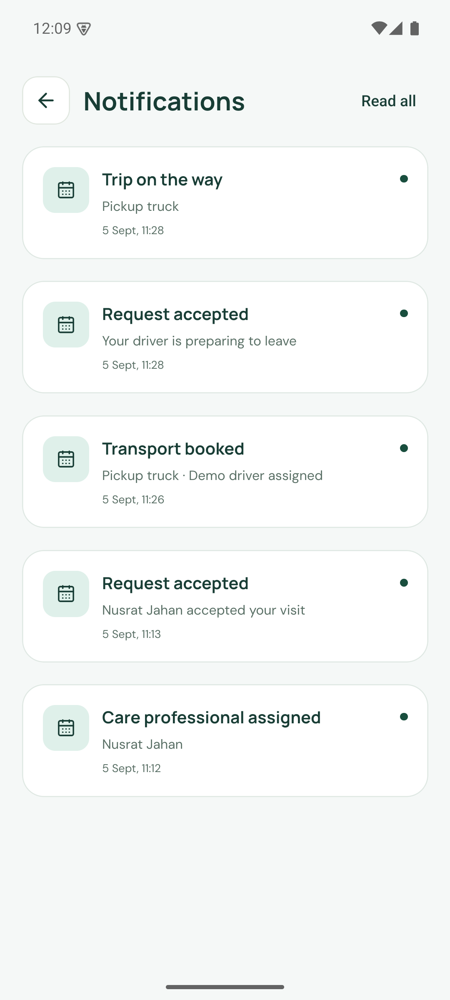 12:09
Notifications
Read all
Trip on the way
Pickup truck
5 Sept, 11:28
Request accepted
Your driver is preparing to leave
5 Sept, 11:28
Transport booked
Pickup truck · Demo driver assigned
5 Sept, 11:26
Request accepted
Nusrat Jahan accepted your visit
5 Sept, 11:13
Care professional assigned
Nusrat Jahan
5 Sept, 11:12